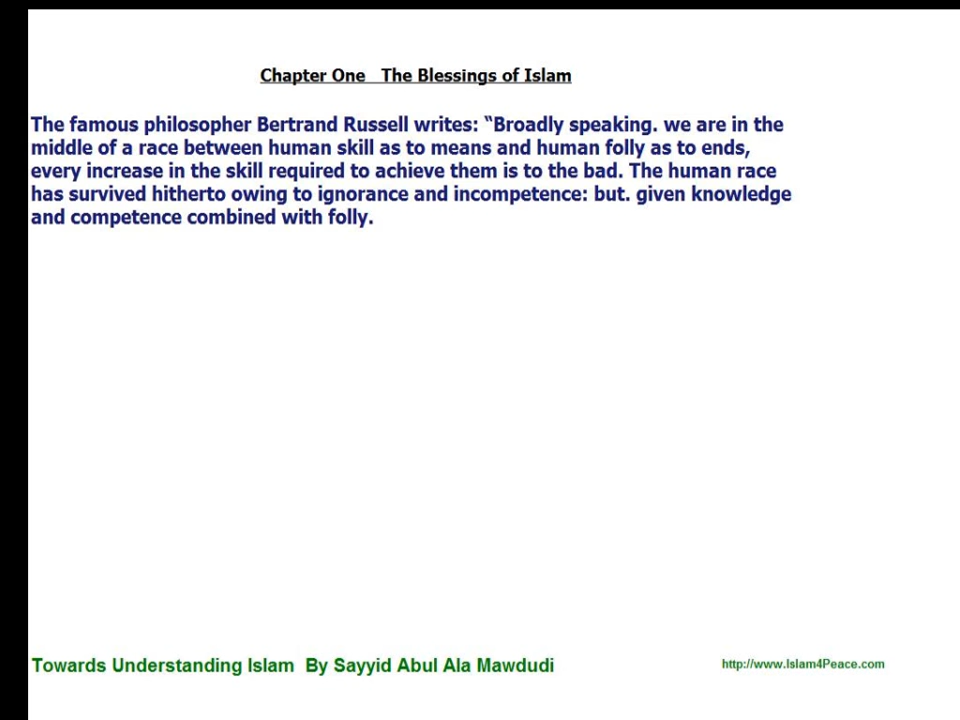 Chapter One   The Blessings of Islam
The famous philosopher Bertrand Russell writes: “Broadly speaking. we are in the
middle of a race between human skill as to means and human folly as to ends,
every increase in the skill required to achieve them is to the bad. The human race
has survived hitherto owing to ignorance and incompetence: but. given knowledge
and competence combined with folly.
Towards Understanding Islam  By Sayyid Abul Ala Mawdudi
http://www.Islam4Peace.com